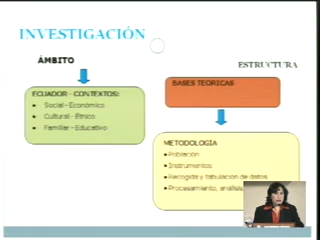 INVESTIGACIÓN
ÁMBITO
ECUADOR - CONTEXTOS:
• Social - Económico
• Cultural - Étnico
• Familiar - Educativo
ESTRUCTURA
BASES TEORICAS
METODOLOGIA
• Población
• Instrumentos
• Recogida y tabulación de datos
• Procesamiento, análisis,